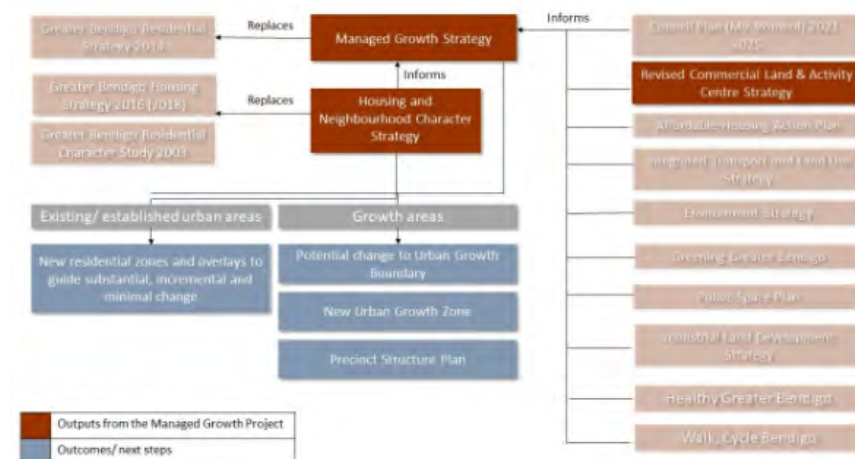 Greater Bendigo Residential
Strategy 2014
Replaces
Managed Growth Strategy
Informs
Informs
Greater Bendigo Housing
Strategy 2016 (2018)
Replaces
Housing and
Neighbourhood Character
Strategy
Greater Bendigo Residential
Character Study 2003
Existing/ established urban areas
Growth areas
New residential zones and overlays to
guide substantial, incremental and
minimal change
Potential change to Urban Growth
Boundary
New Urban Growth Zone
Precinct Structure Plan
Outputs from the Managed Growth Project
Outcomes/ next steps
Council Plan (Mir wimbul) 2021
Revised Commercial Land & Activity
Centre Strategy
Affordable Housing Action Plan
Integrated Transport and Land Use
Strategy
Environment Strategy
Greening Greater Bendigo
Public Space Plan
Industrial Land Development
Strategy
Healthy Greater Bendigo
Walk, Cycle Bendigo